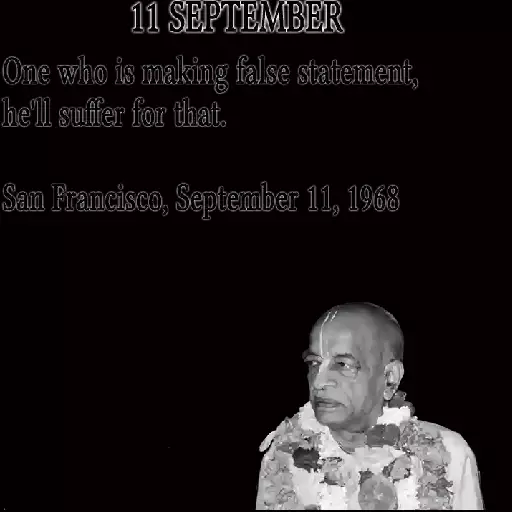 11 SEPTEMBER
One who is making false statement,
he'll suffer for that.
San Francisco, September 11, 1968